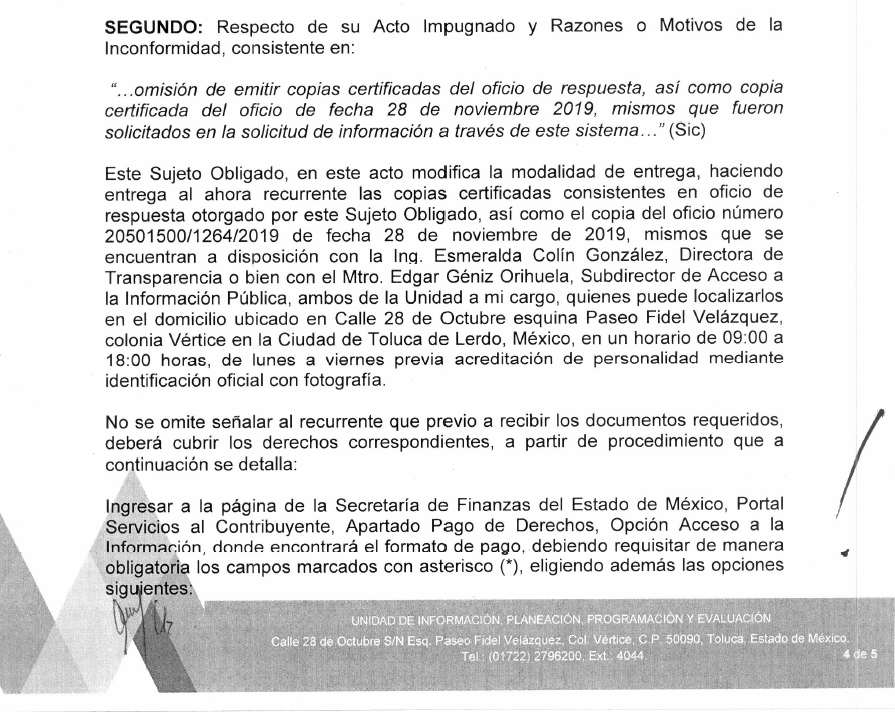 SEGUNDO: Respecto de su Acto Impugnado y Razones o Motivos de la
Inconformidad, consistente en:
“...omisión de emitir copias certificadas del oficio de respuesta, así como copia
certificada del oficio de fecha 28 de noviembre 2019, mismos que fueron
solicitados en la solicitud de información a través de este sistema...” (Sic)
Este Sujeto Obligado, en este acto modifica la modalidad de entrega, haciendo
entrega al ahora recurrente las copias certificadas consistentes en oficio de
respuesta otorgado por este Sujeto Obligado, así como el copia del oficio número
20501500/1264/2019 de fecha 28 de noviembre de 2019, mismos que se
encuentran a disposición con la Ing. Esmeralda Colín González, Directora de
Transparencia o bien con el Mtro. Edgar Géniz Orihuela, Subdirector de Acceso a
la Información Pública, ambos de la Unidad a mi cargo, quienes puede localizarlos
en el domicilio ubicado en Calle 28 de Octubre esquina Paseo Fidel Velázquez,
colonia Vértice en la Ciudad de Toluca de Lerdo, México, en un horario de 09:00 a
18:00 horas, de lunes a viernes previa acreditación de personalidad mediante
identificación oficial con fotografía.
No se omite señalar al recurrente que previo a recibir los documentos requeridos,
deberá cubrir los derechos correspondientes, a partir de procedimiento que a
continuación se detalla:
Ingresar a la página de la Secretaría de Finanzas del Estado de México, Portal
Servicios al Contribuyente, Apartado Pago de Derechos, Opción Acceso a la
Información, donde encontrará el formato de pago, debiendo requisitar de manera
obligatoria los campos marcados con asterisco (*), eligiendo además las opciones
siguientes:
UNIDAD DE INFORMACIÓN, PLANEACIÓN, PROGRAMACIÓN Y EVALUACIÓN
Calle 28 de Octubre S/N Esq. Paseo Fidel Velázquez, Col. Vértice, C.P. 50090, Toluca, Estado de México.
Tel.: (01722) 2796200, Ext.: 4044.
4 de 5